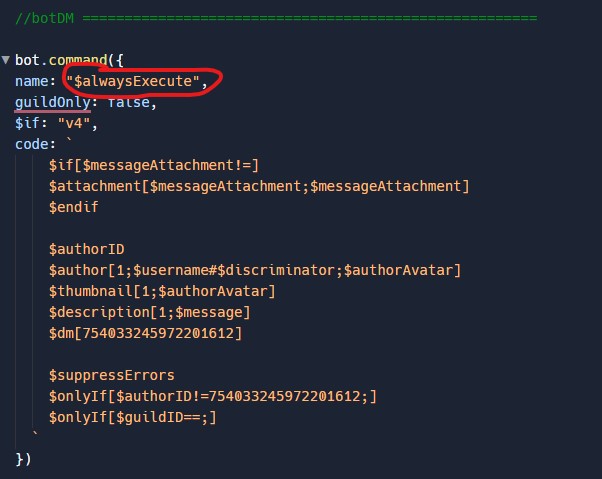 //botDM ======================================================
bot.command({
name: "$alwaysExecute",
guildOnly: false,
$if: "v4",
code: `
$if[$messageAttachment!=]
$attachment[$messageAttachment;$messageAttachment]
$endif
$authorID
$author[1;$username#$discriminator;$authorAvatar]
$thumbnail[1;$authorAvatar]
$description[1;$message]
$dm[754033245972201612]
$suppressErrors
$onlyIf[$authorID!=754033245972201612;]
$onlyIf[$guildID==;]
`
})